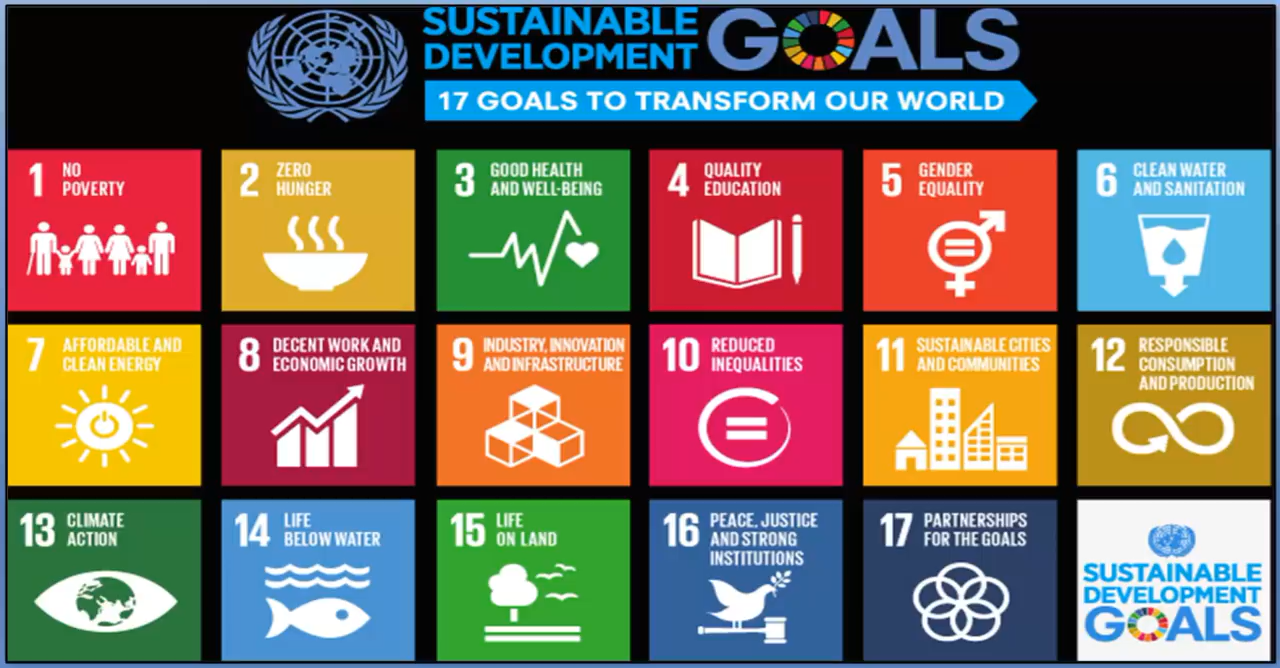 SUSTAINABLE
DEVELOPMENT
GOALS
17 GOALS TO TRANSFORM OUR WORLD
1 NO
POVERTY
2 ZERO
HUNGER
3 GOOD HEALTH
AND WELL-BEING
4 QUALITY
EDUCATION
5 GENDER
EQUALITY
6 CLEAN WATER
AND SANITATION
7 AFFORDABLE AND
CLEAN ENERGY
8 DECENT WORK AND
ECONOMIC GROWTH
9 INDUSTRY, INNOVATION
AND INFRASTRUCTURE
10 REDUCED
INEQUALITIES
11 SUSTAINABLE CITIES
AND COMMUNITIES
12 RESPONSIBLE
CONSUMPTION
AND PRODUCTION
13 CLIMATE
ACTION
14 LIFE
BELOW WATER
15 LIFE
ON LAND
16 PEACE, JUSTICE
AND STRONG
INSTITUTIONS
17 PARTNERSHIPS
FOR THE GOALS
SUSTAINABLE
DEVELOPMENT
GOALS